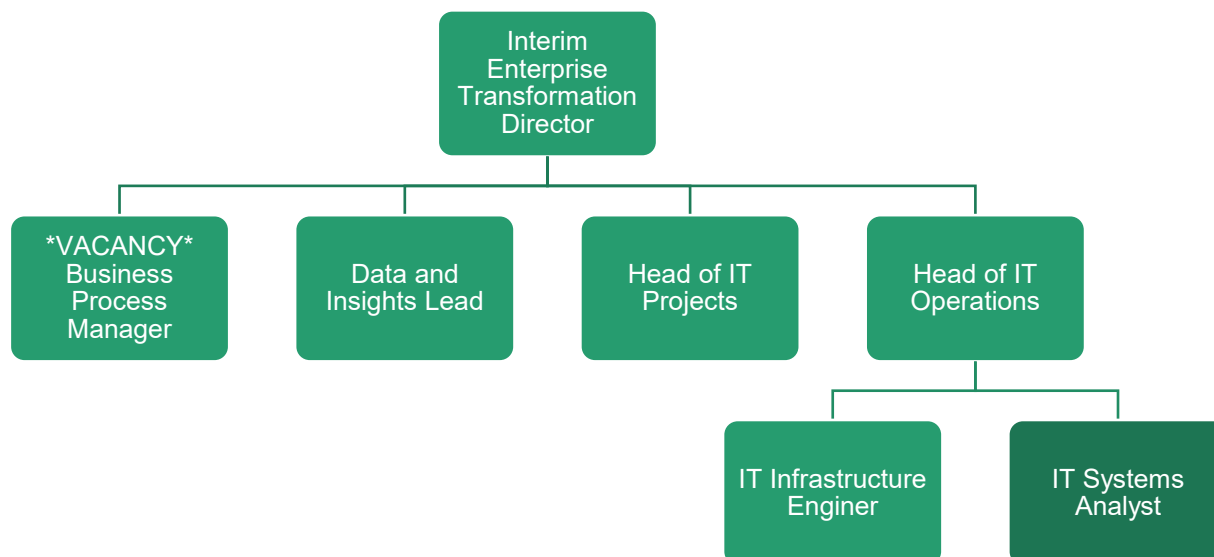 Interim
Enterprise
Transformation
Director
*VACANCY*
Business
Process
Manager
Data and
Insights Lead
Head of IT
Projects
Head of IT
Operations
IT Infrastructure
Enginer
IT Systems
Analyst